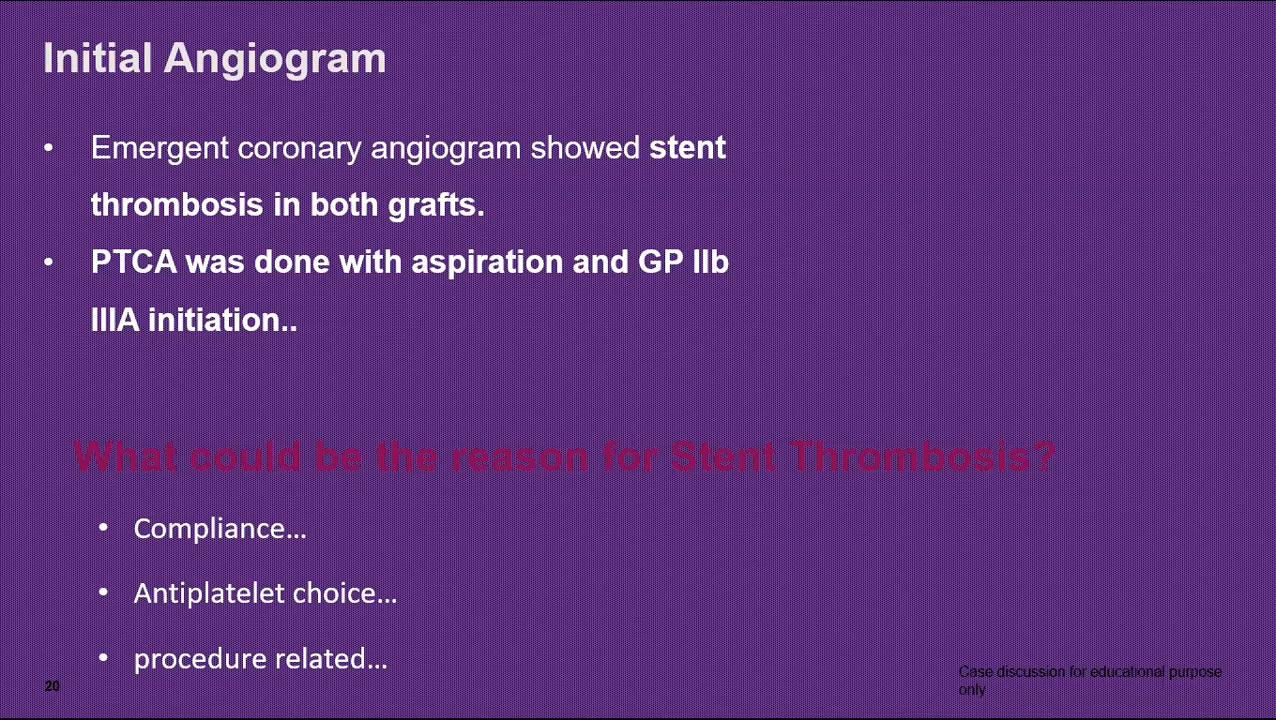 Initial Angiogram
• Emergent coronary angiogram showed stent
thrombosis in both grafts.
• PTCA was done with aspiration and GP IIb
IIIA initiation..
What could be the reason for Stent Thrombosis?
• Compliance...
• Antiplatelet choice...
• procedure related...
20
Case discussion for educational purpose
only